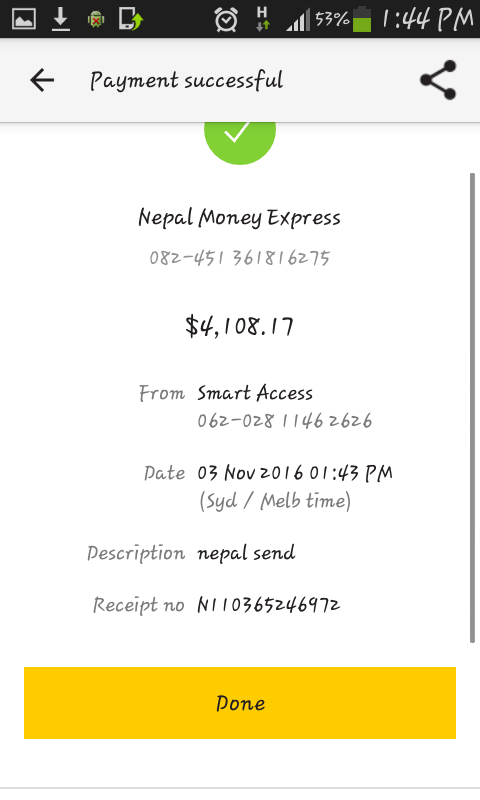 H 53% 1:44 PM
Payment successful
Nepal Money Express
082-451 361816275
$4,108.17
From Smart Access
062-028 1146 2626
Date 03 Nov 2016 01:43 PM
(Syd / Melb time)
Description nepal send
Receipt no N110365246972
Done